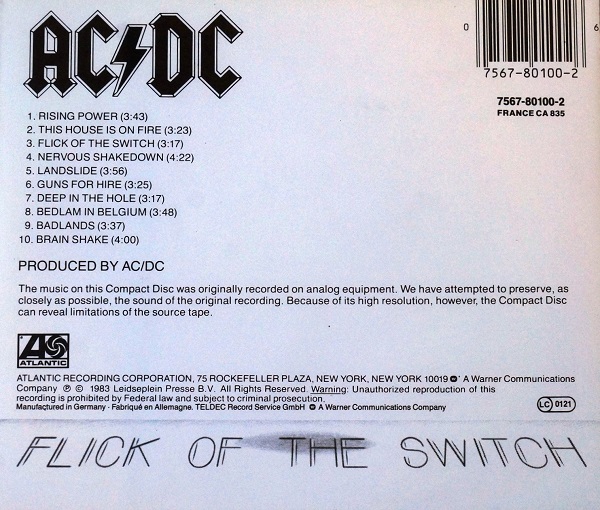 AC DC
0
6
7567-80100-2
7567-80100-2
FRANCE CA 835
1. RISING POWER (3:43)
2. THIS HOUSE IS ON FIRE (3:23)
3. FLICK OF THE SWITCH (3:17)
4. NERVOUS SHAKEDOWN (4:22)
5. LANDSLIDE (3:56)
6. GUNS FOR HIRE (3:25)
7. DEEP IN THE HOLE (3:17)
8. BEDLAM IN BELGIUM (3:48)
9. BADLANDS (3:37)
10. BRAIN SHAKE (4:00)
PRODUCED BY AC/DC
The music on this Compact Disc was originally recorded on analog equipment. We have attempted to preserve, as
closely as possible, the sound of the original recording. Because of its high resolution, however, the Compact Disc
can reveal limitations of the source tape.
ATLANTIC
ATLANTIC RECORDING CORPORATION, 75 ROCKEFELLER PLAZA, NEW YORK, NEW YORK 10019 A Warner Communications
Company ℗ © 1983 Leidseplein Presse B.V. All Rights Reserved. Warning: Unauthorized reproduction of this
recording is prohibited by Federal law and subject to criminal prosecution.
Manufactured in Germany · Fabriqué en Allemagne. TELDEC Record Service GmbH A Warner Communications Company
LC 0121
FLICK OF THE SWITCH